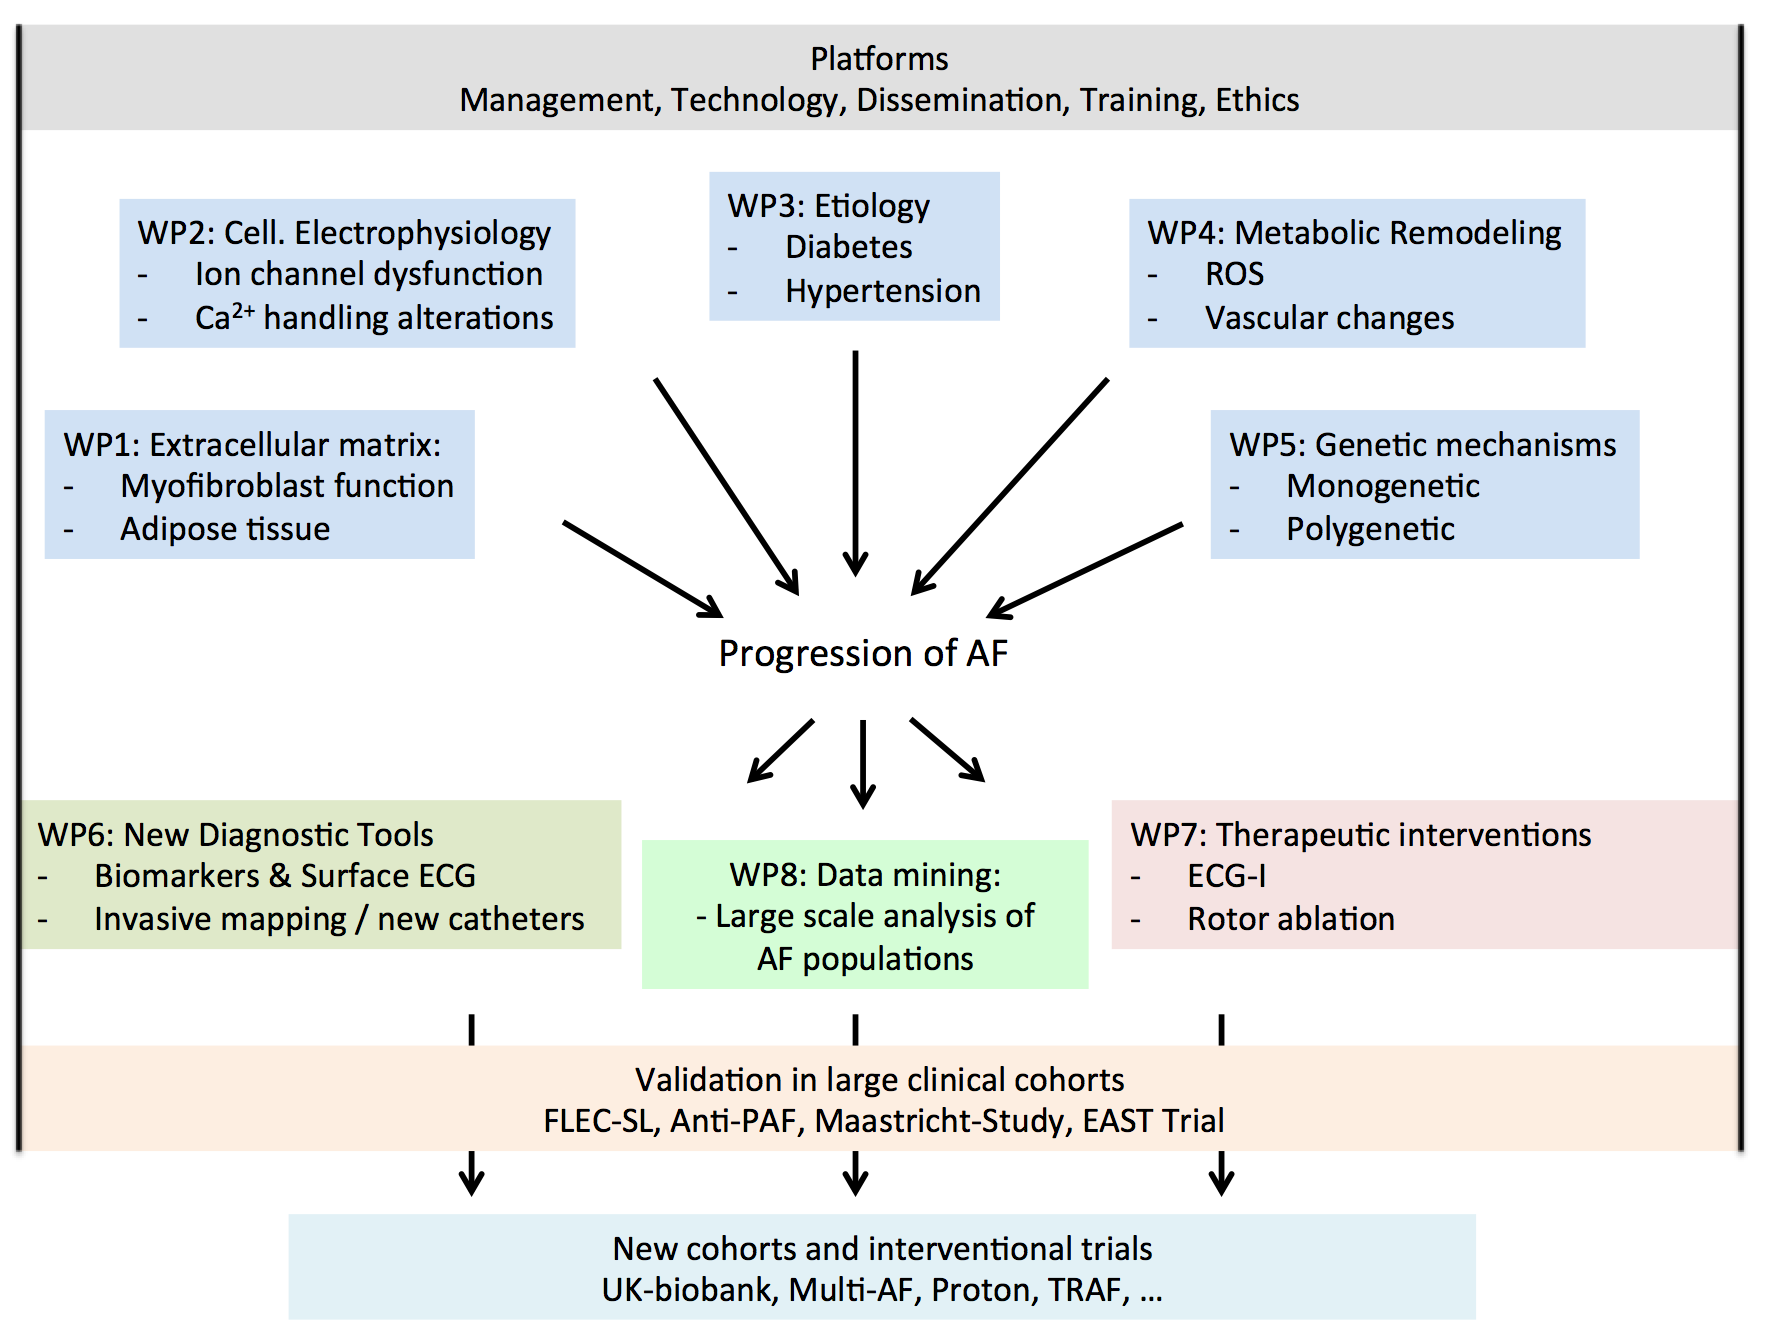 Platforms
Management, Technology, Dissemination, Training, Ethics
WP3: Etiology
- Diabetes
- Hypertension
WP2: Cell. Electrophysiology
- Ion channel dysfunction
- Ca²⁺ handling alterations
WP4: Metabolic Remodeling
- ROS
- Vascular changes
WP1: Extracellular matrix:
- Myofibroblast function
- Adipose tissue
WP5: Genetic mechanisms
- Monogenetic
- Polygenetic
Progression of AF
WP6: New Diagnostic Tools
- Biomarkers & Surface ECG
- Invasive mapping / new catheters
WP8: Data mining:
- Large scale analysis of
AF populations
WP7: Therapeutic interventions
- ECG-I
- Rotor ablation
Validation in large clinical cohorts
FLEC-SL, Anti-PAF, Maastricht-Study, EAST Trial
New cohorts and interventional trials
UK-biobank, Multi-AF, Proton, TRAF, ...